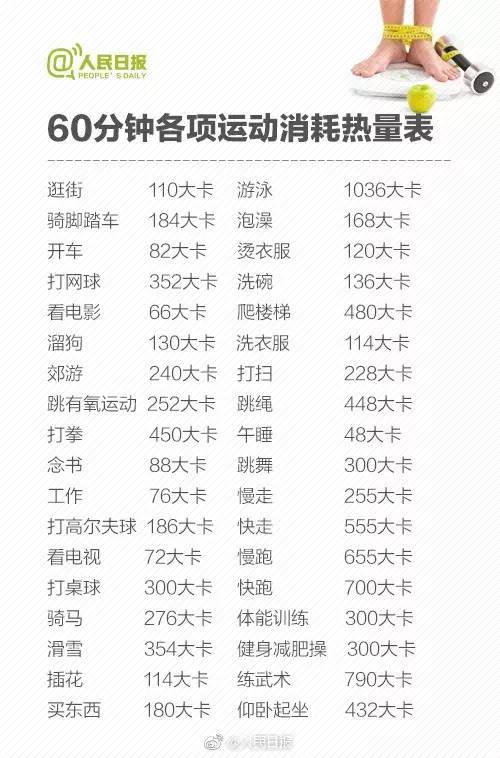 @人民日报
PEOPLE'S DAILY
60分钟各项运动消耗热量表
逛街 110大卡 游泳 1036大卡
骑脚踏车 184大卡 泡澡 168大卡
开车 82大卡 烫衣服 120大卡
打网球 352大卡 洗碗 136大卡
看电影 66大卡 爬楼梯 480大卡
溜狗 130大卡 洗衣服 114大卡
郊游 240大卡 打扫 228大卡
跳有氧运动 252大卡 跳绳 448大卡
打拳 450大卡 午睡 48大卡
念书 88大卡 跳舞 300大卡
工作 76大卡 慢走 255大卡
打高尔夫球 186大卡 快走 555大卡
看电视 72大卡 慢跑 655大卡
打桌球 300大卡 快跑 700大卡
骑马 276大卡 体能训练 300大卡
滑雪 354大卡 健身减肥操 300大卡
插花 114大卡 练武术 790大卡
买东西 180大卡 仰卧起坐 432大卡
@人民日报